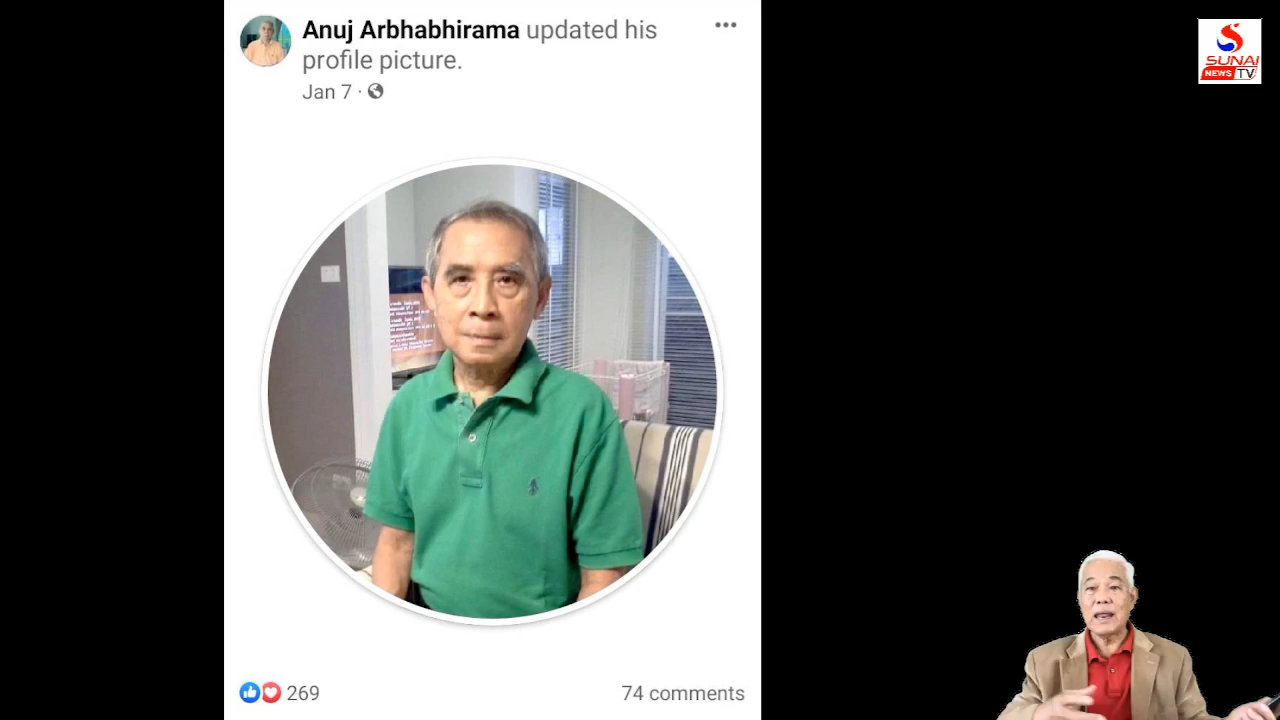 Anuj Arbhabhirama updated his
profile picture.
Jan 7 ·
269
74 comments
SUNAI
NEWS TV